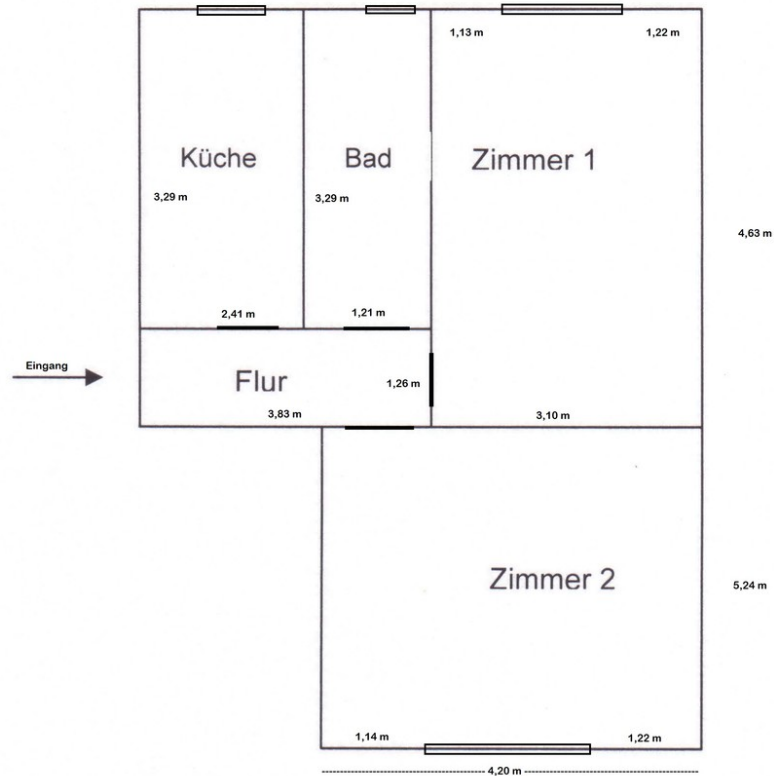 1,13 m 1,22 m
Küche Bad Zimmer 1
3,29 m 3,29 m
4,63 m
2,41 m 1,21 m
Eingang
Flur 1,26 m
3,83 m 3,10 m
Zimmer 2
5,24 m
1,14 m 1,22 m
4,20 m